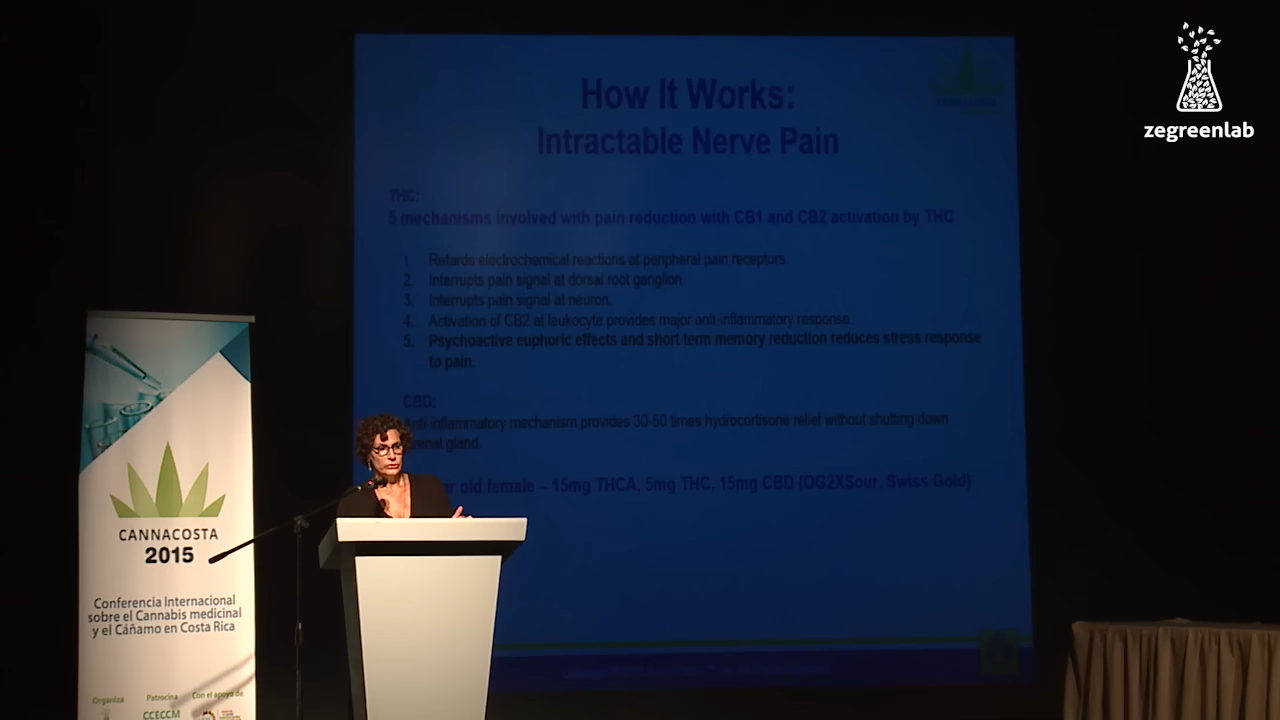 zegreenlab
How It Works:
Intractable Nerve Pain
THC:
5 mechanisms involved with pain reduction with CB1 and CB2 activation by THC
1. Retards electrochemical reactions at peripheral pain receptors.
2. Interrupts pain signal at dorsal root ganglion.
3. Interrupts pain signal at neuron.
4. Activation of CB2 at leukocyte provides major anti-inflammatory response.
5. Psychoactive euphoric effects and short term memory reduction reduces stress response
to pain.
CBD:
Anti-inflammatory mechanism provides 30-50 times hydrocortisone relief without shutting down
gland.
old female – 15mg THCA, 5mg THC, 15mg CBD (OG2XSour, Swiss Gold)
CANNACOSTA
2015
Conferencia Internacional
sobre el Cannabis medicinal
y el Cáñamo en Costa Rica
Organiza Patrocina Con el apoyo de
CCECCM